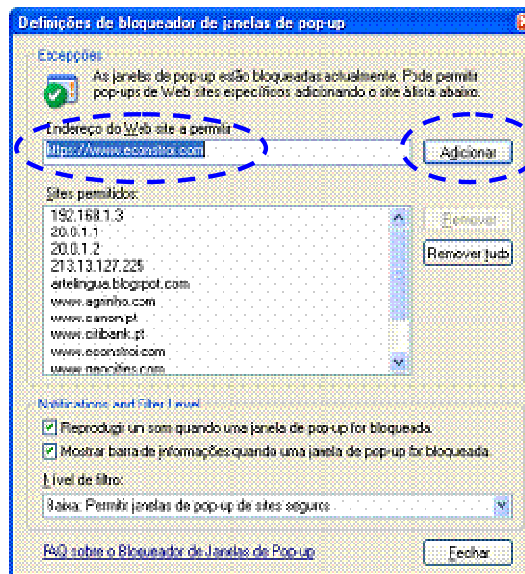 Definições de bloqueador de janelas de pop-up
Excepções
As janelas de pop-up estão bloqueadas actualmente. Pode permitir
pop-ups de Web sites específicos adicionando o site à lista abaixo.
Endereço do Web site a permitir:
https://www.econstroi.com
Adicionar
Sites permitidos:
192.168.1.3
20.0.1.1
20.0.1.2
213.13.127.225
artelingua.blogspot.com
www.agrinho.com
www.canon.pt
www.citibank.pt
www.econstroi.com
www.geocities.com
Remover
Remover tudo
Notifications and Filter Level
Reproduzir um som quando uma janela de pop-up for bloqueada.
Mostrar barra de informações quando uma janela de pop-up for bloqueada.
Nível de filtro:
Baixa: Permitir janelas de pop-up de sites seguros
FAQ sobre o Bloqueador de Janelas de Pop-up
Fechar